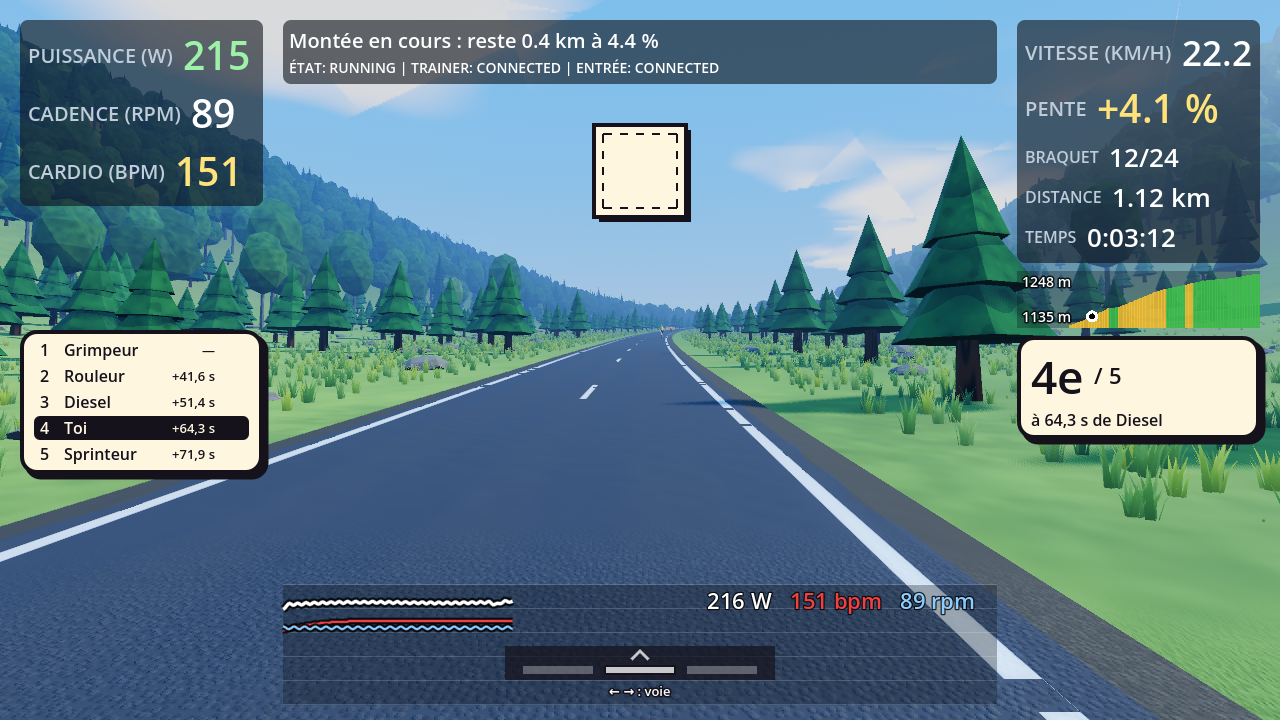 PUISSANCE (W) 215
CADENCE (RPM) 89
CARDIO (BPM) 151
Montée en cours : reste 0.4 km à 4.4 %
ÉTAT: RUNNING | TRAINER: CONNECTED | ENTRÉE: CONNECTED
VITESSE (KM/H) 22.2
PENTE +4.1 %
BRAQUET 12/24
DISTANCE 1.12 km
TEMPS 0:03:12
1248 m
1135 m
1 Grimpeur —
2 Rouleur +41,6 s
3 Diesel +51,4 s
4 Toi +64,3 s
5 Sprinteur +71,9 s
4e / 5
à 64,3 s de Diesel
216 W 151 bpm 89 rpm
← → : voie